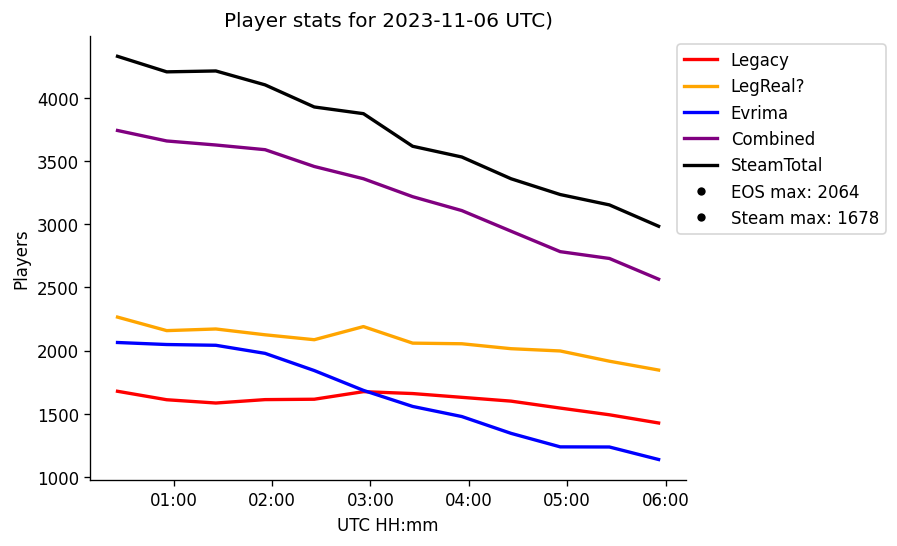 Player stats for 2023-11-06 UTC)
Legacy
LegReal?
Evrima
Combined
SteamTotal
EOS max: 2064
Steam max: 1678
Players
4000
3500
3000
2500
2000
1500
1000
01:00 02:00 03:00 04:00 05:00 06:00
UTC HH:mm